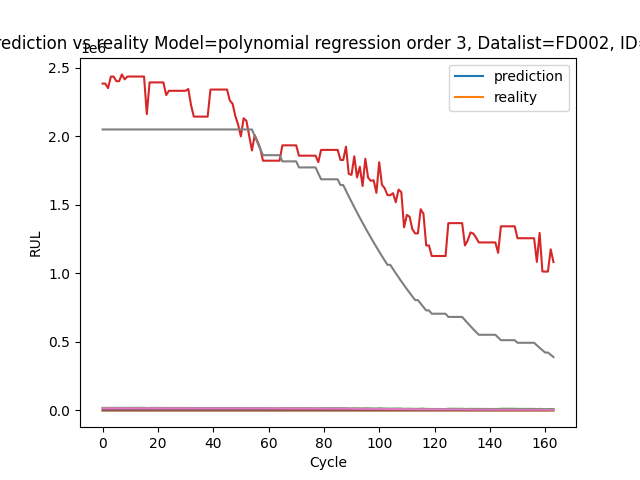 rediction vs reality Model=polynomial regression order 3, Datalist=FD002, ID=
1e6
2.5
2.0
1.5
1.0
0.5
0.0
RUL
prediction
reality
0 20 40 60 80 100 120 140 160
Cycle